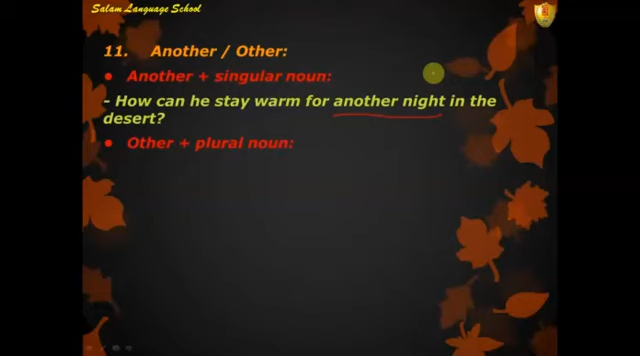 Salam Language School
11. Another / Other:
• Another + singular noun:
- How can he stay warm for another night in the
desert?
• Other + plural noun: